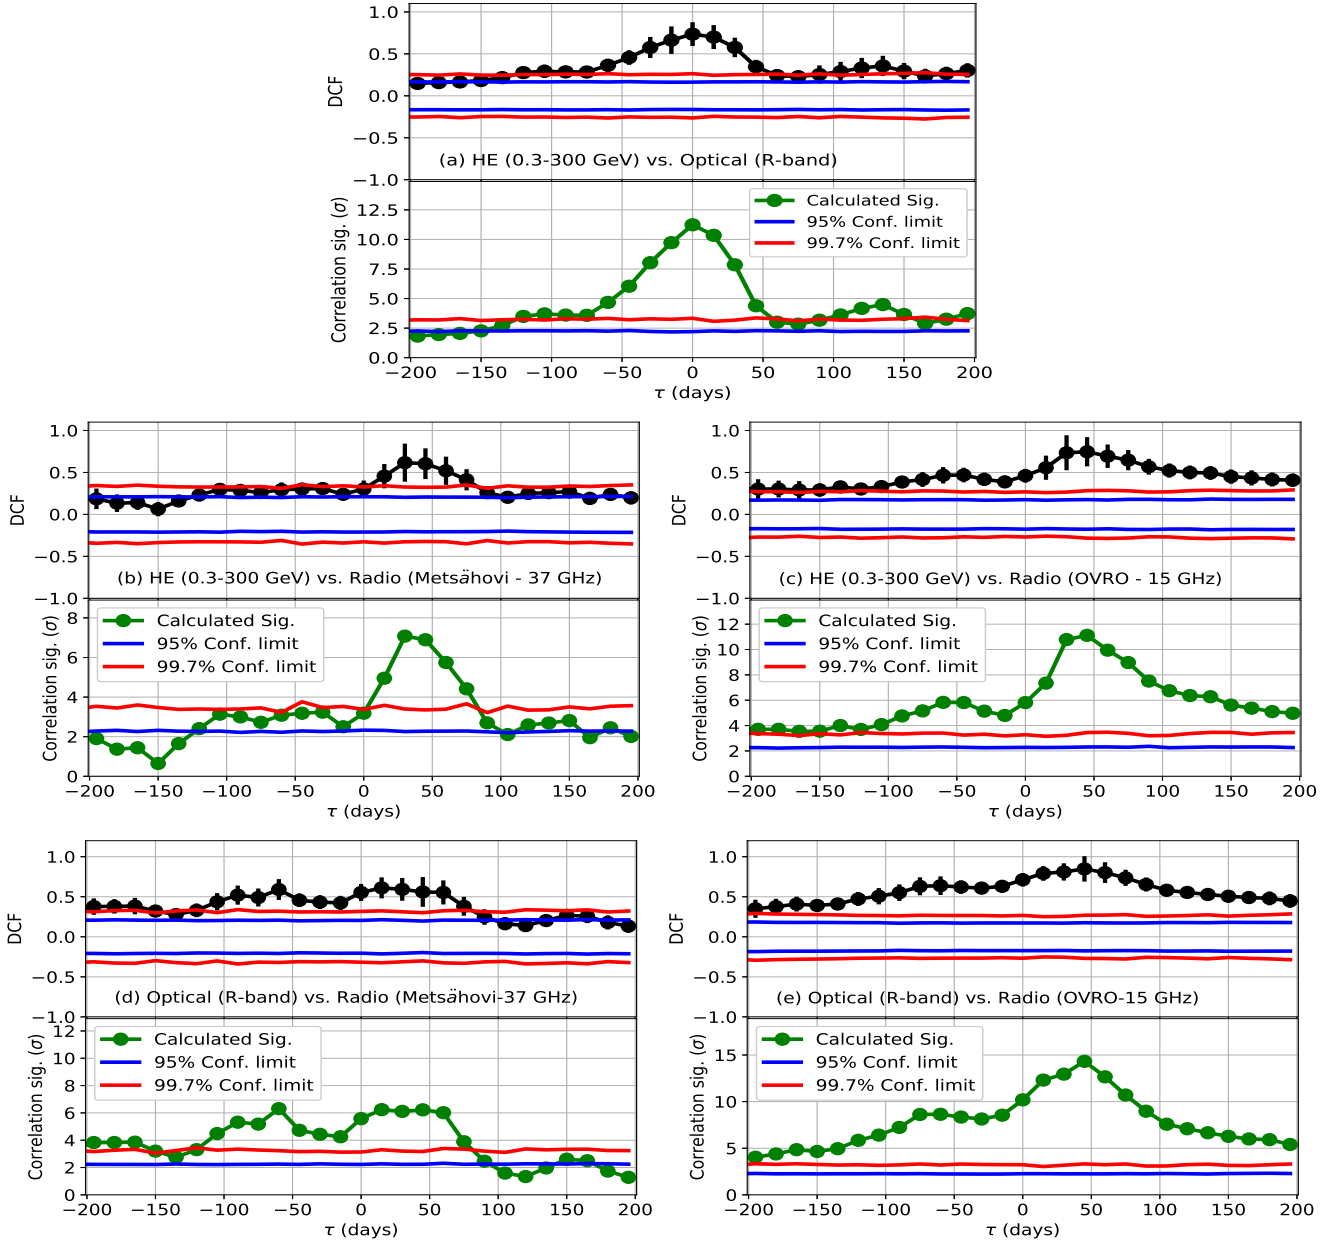 1.0
0.5
0.0
−0.5
−1.0
DCF
(a) HE (0.3-300 GeV) vs. Optical (R-band)
12.5
10.0
7.5
5.0
2.5
0.0
Correlation sig. (σ)
Calculated Sig.
95% Conf. limit
99.7% Conf. limit
−200 −150 −100 −50 0 50 100 150 200
τ (days)
1.0
0.5
0.0
−0.5
−1.0
DCF
(b) HE (0.3-300 GeV) vs. Radio (Metsähovi - 37 GHz)
8
6
4
2
0
Correlation sig. (σ)
Calculated Sig.
95% Conf. limit
99.7% Conf. limit
−200 −150 −100 −50 0 50 100 150 200
τ (days)
1.0
0.5
0.0
−0.5
−1.0
DCF
(c) HE (0.3-300 GeV) vs. Radio (OVRO - 15 GHz)
12
10
8
6
4
2
0
Correlation sig. (σ)
Calculated Sig.
95% Conf. limit
99.7% Conf. limit
−200 −150 −100 −50 0 50 100 150 200
τ (days)
1.0
0.5
0.0
−0.5
−1.0
DCF
(d) Optical (R-band) vs. Radio (Metsähovi-37 GHz)
12
10
8
6
4
2
0
Correlation sig. (σ)
Calculated Sig.
95% Conf. limit
99.7% Conf. limit
−200 −150 −100 −50 0 50 100 150 200
τ (days)
1.0
0.5
0.0
−0.5
−1.0
DCF
(e) Optical (R-band) vs. Radio (OVRO-15 GHz)
15
10
5
0
Correlation sig. (σ)
Calculated Sig.
95% Conf. limit
99.7% Conf. limit
−200 −150 −100 −50 0 50 100 150 200
τ (days)